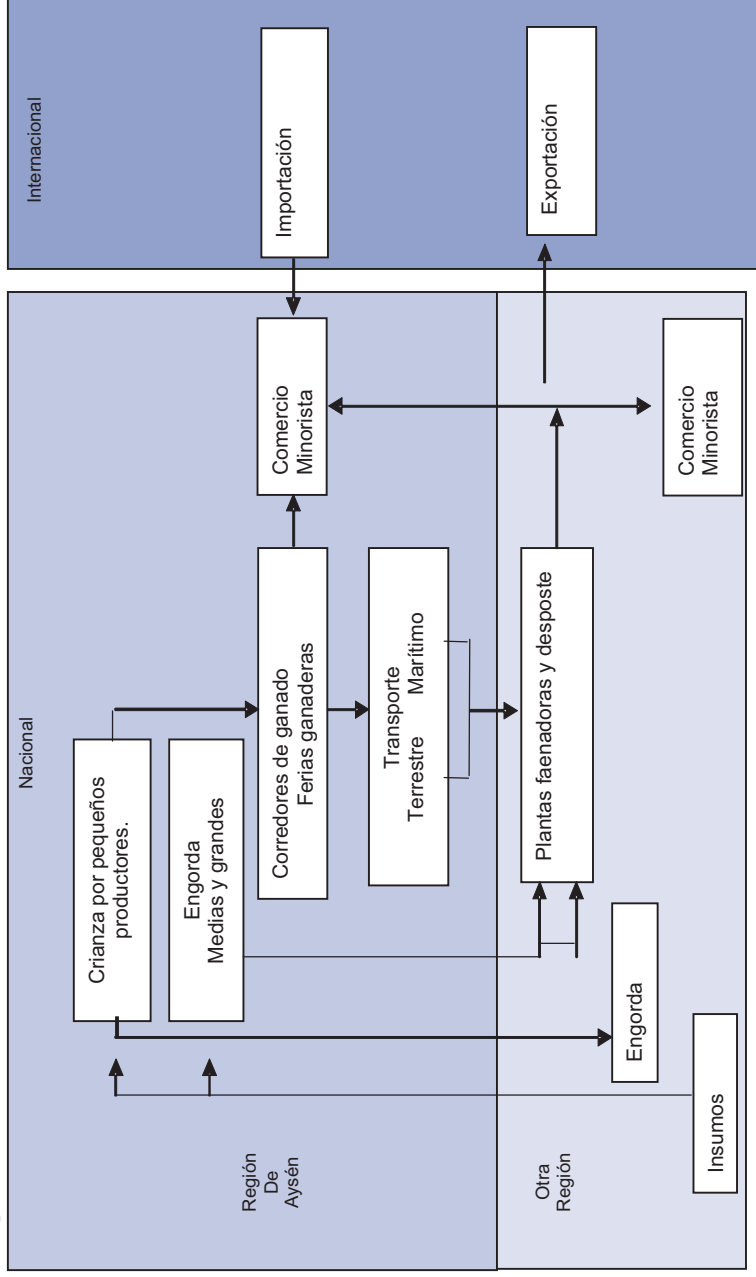 Nacional
Internacional
Región
De
Aysén
Crianza por pequeños
productores.
Engorda
Medias y grandes
Corredores de ganado
Ferias ganaderas
Transporte
Terrestre Marítimo
Comercio
Minorista
Importación
Otra
Región
Insumos
Engorda
Plantas faenadoras y desposte
Comercio
Minorista
Exportación